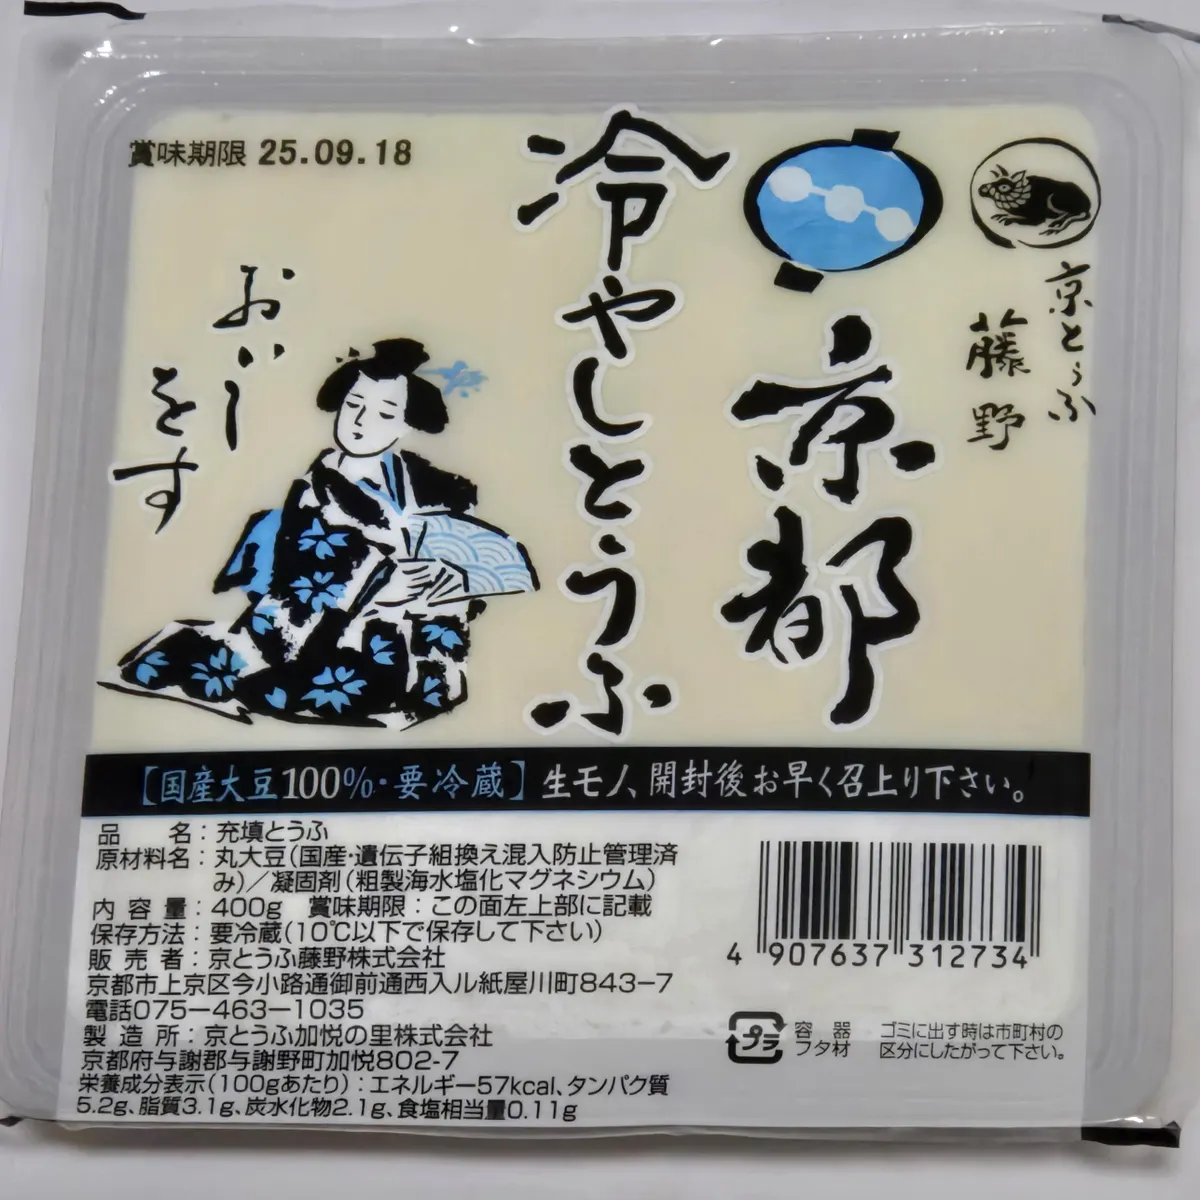 賞味期限 25.09.18
京とうふ
藤野
京都
冷やしとうふ
おいし
をす
［国産大豆100%・要冷蔵］生モノ、開封後お早く召上り下さい。
品 名：充填とうふ
原材料名：丸大豆（国産・遺伝子組換え混入防止管理済
み）／凝固剤（粗製海水塩化マグネシウム）
内容量：400g 賞味期限：この面左上部に記載
保存方法：要冷蔵（10℃以下で保存して下さい）
販売者：京とうふ藤野株式会社
京都市上京区今小路通御前通西入ル紙屋川町843-7
電話075-463-1035
製造所：京とうふ加悦の里株式会社
京都府与謝郡与謝野町加悦802-7
栄養成分表示（100gあたり）：エネルギー57kcal、タンパク質
5.2g、脂質3.1g、炭水化物2.1g、食塩相当量0.11g
4 907637 312734
プラ
容器
フタ材
ゴミに出す時は市町村の
区分にしたがって下さい。